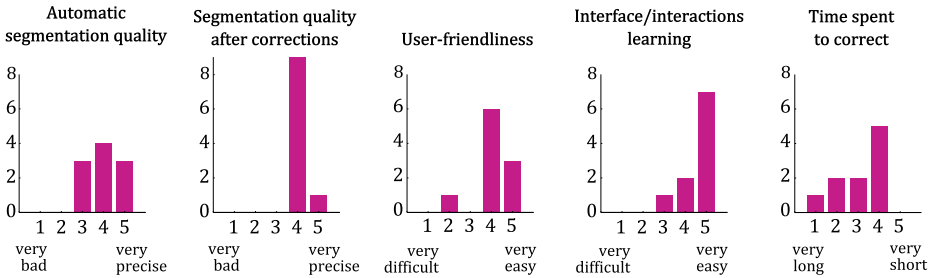 Automatic
segmentation quality
8
6
4
2
0
1 2 3 4 5
very
bad
very
precise
Segmentation quality
after corrections
8
6
4
2
0
1 2 3 4 5
very
bad
very
precise
User-friendliness
8
6
4
2
0
1 2 3 4 5
very
difficult
very
easy
Interface/interactions
learning
8
6
4
2
0
1 2 3 4 5
very
difficult
very
easy
Time spent
to correct
8
6
4
2
0
1 2 3 4 5
very
long
very
short